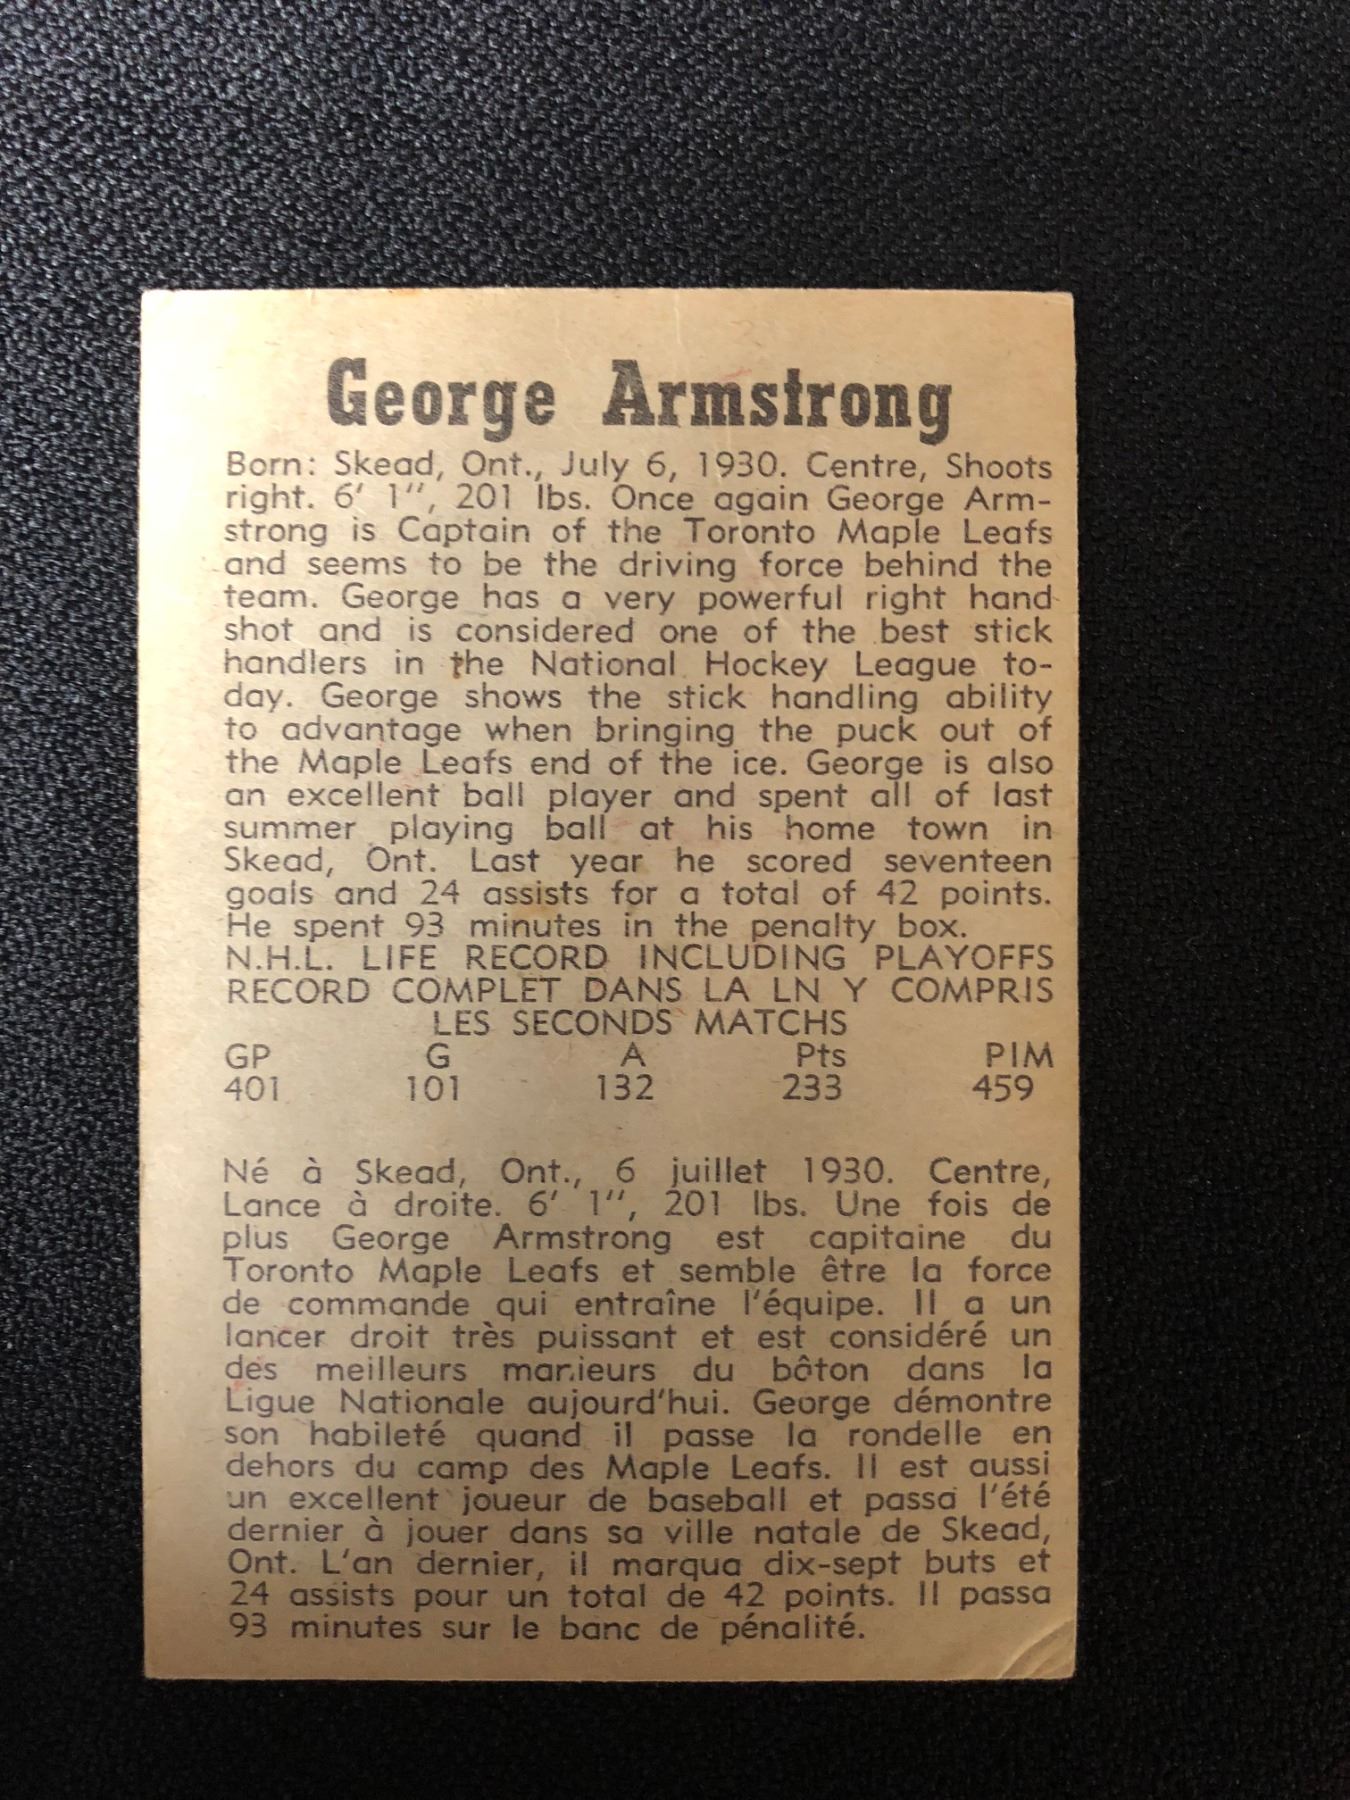 George Armstrong
Born: Skead, Ont., July 6, 1930. Centre, Shoots
right. 6' 1'', 201 lbs. Once again George Arm-
strong is Captain of the Toronto Maple Leafs
and seems to be the driving force behind the
team. George has a very powerful right hand
shot and is considered one of the best stick
handlers in the National Hockey League to-
day. George shows the stick handling ability
to advantage when bringing the puck out of
the Maple Leafs end of the ice. George is also
an excellent ball player and spent all of last
summer playing ball at his home town in
Skead, Ont. Last year he scored seventeen
goals and 24 assists for a total of 42 points.
He spent 93 minutes in the penalty box.
N.H.L. LIFE RECORD INCLUDING PLAYOFFS
RECORD COMPLET DANS LA LN Y COMPRIS
LES SECONDS MATCHS
GP G A Pts PIM
401 101 132 233 459
Né à Skead, Ont., 6 juillet 1930. Centre,
Lance à droite. 6' 1'', 201 lbs. Une fois de
plus George Armstrong est capitaine du
Toronto Maple Leafs et semble être la force
de commande qui entraîne l'équipe. Il a un
lancer droit très puissant et est considéré un
des meilleurs manieurs du bôton dans la
Ligue Nationale aujourd'hui. George démontre
son habileté quand il passe la rondelle en
dehors du camp des Maple Leafs. Il est aussi
un excellent joueur de baseball et passa l'été
dernier à jouer dans sa ville natale de Skead,
Ont. L'an dernier, il marqua dix-sept buts et
24 assists pour un total de 42 points. Il passa
93 minutes sur le banc de pénalité.